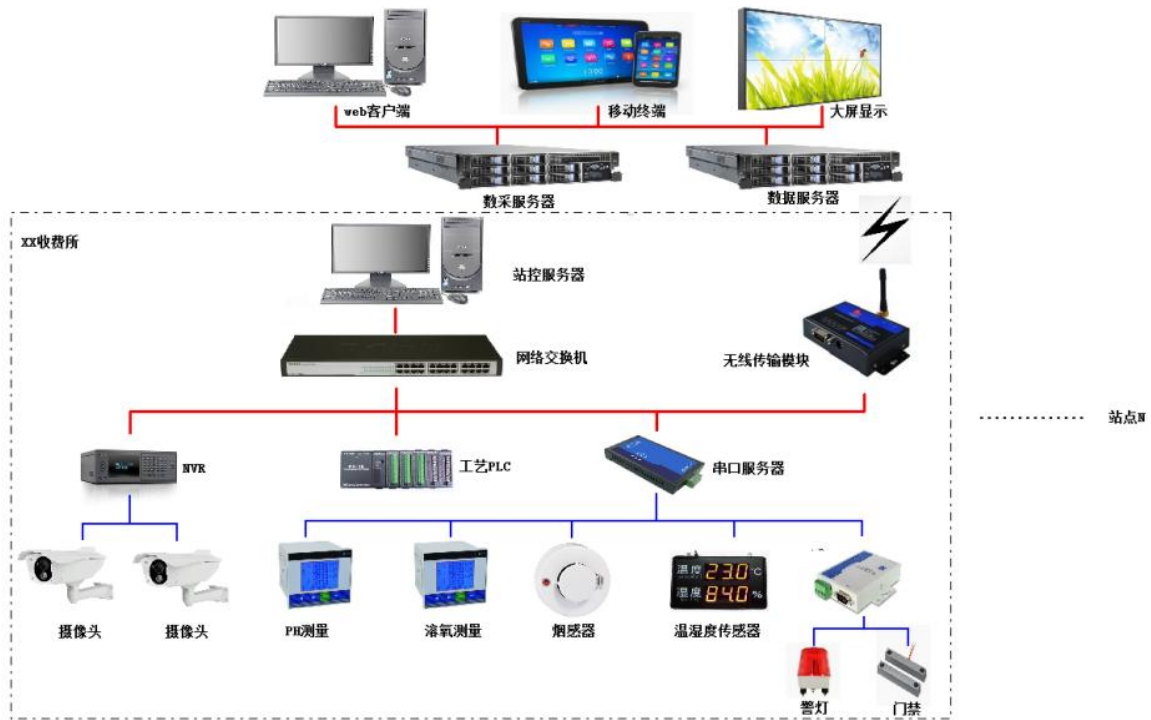 web客户端
移动终端
大屏显示
数采服务器
数据服务器
XX收费所
站控服务器
网络交换机
无线传输模块
站点N
NVR
工艺PLC
串口服务器
温度 23.0 °C
湿度 84.0 %
摄像头
摄像头
PH测量
溶氧测量
烟感器
温湿度传感器
警灯
门禁